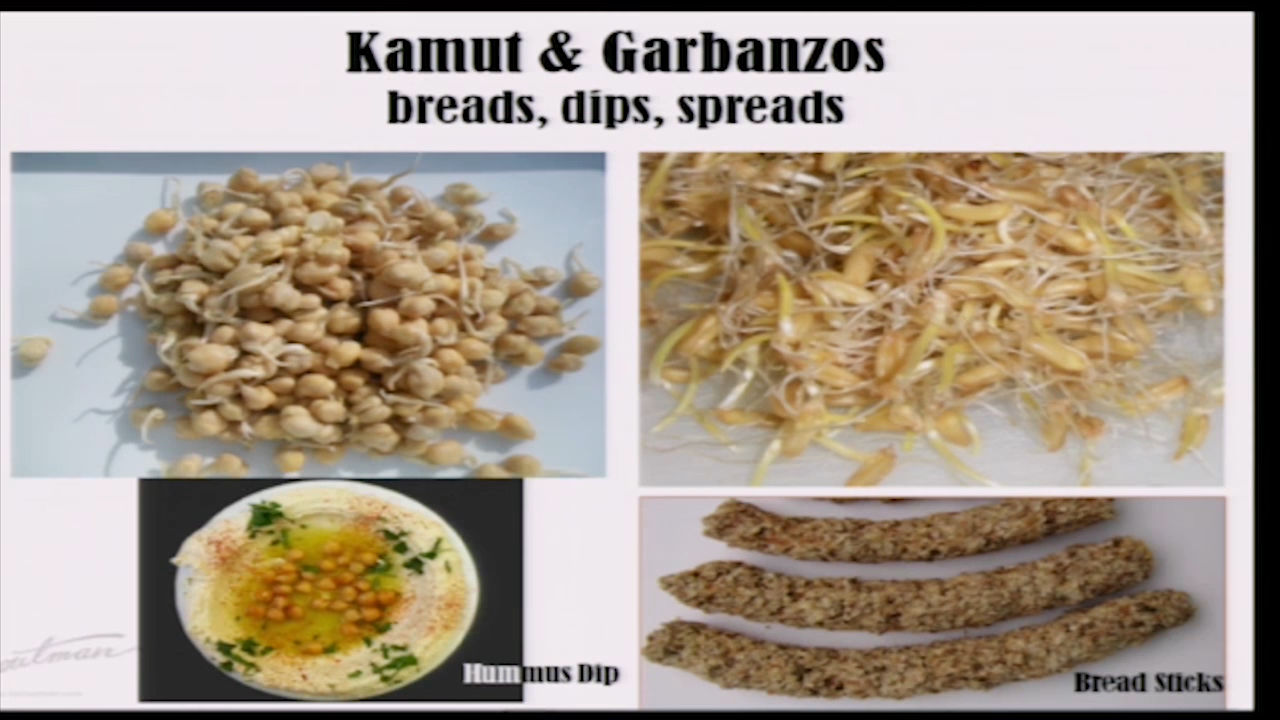 Kamut & Garbanzos
breads, dips, spreads
Hummus Dip
Bread Sticks